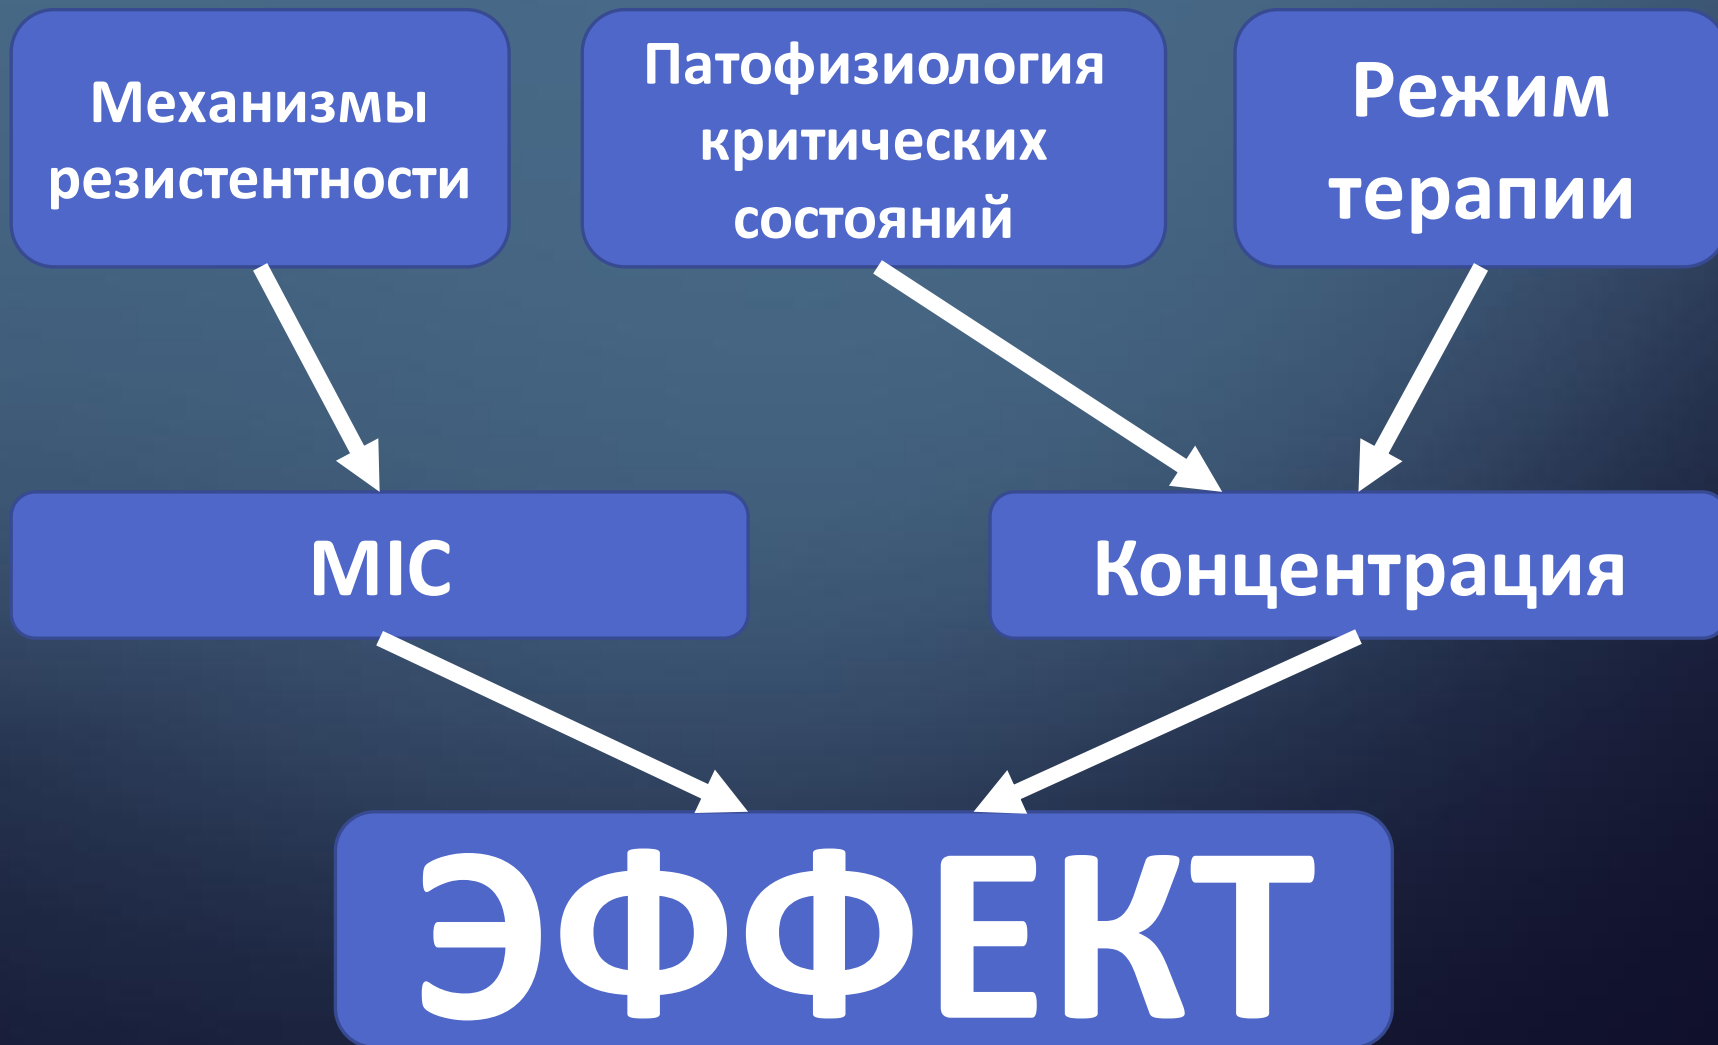 Механизмы
резистентности
Патофизиология
критических
состояний
Режим
терапии
MIC
Концентрация
ЭФФЕКТ